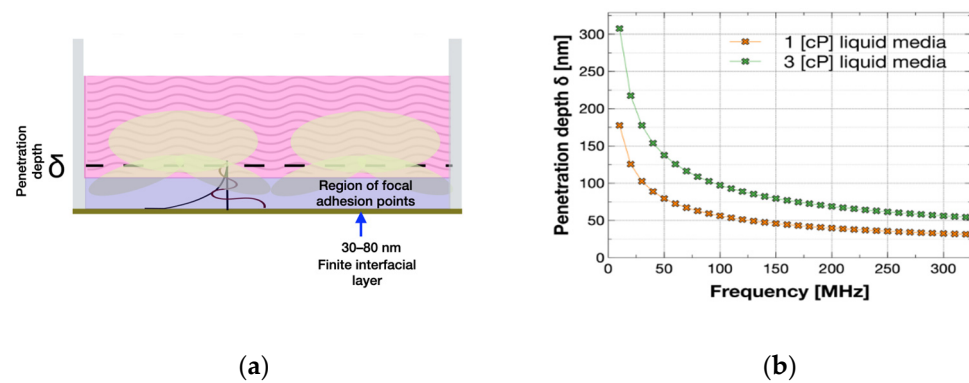 (a)
Penetration
depth
δ
Region of focal
adhesion points
30–80 nm
Finite interfacial
layer
(b)
Penetration depth δ [nm]
300
250
200
150
100
50
0
1 [cP] liquid media
3 [cP] liquid media
0
50
100
150
200
250
300
Frequency [MHz]
(a)
(b)